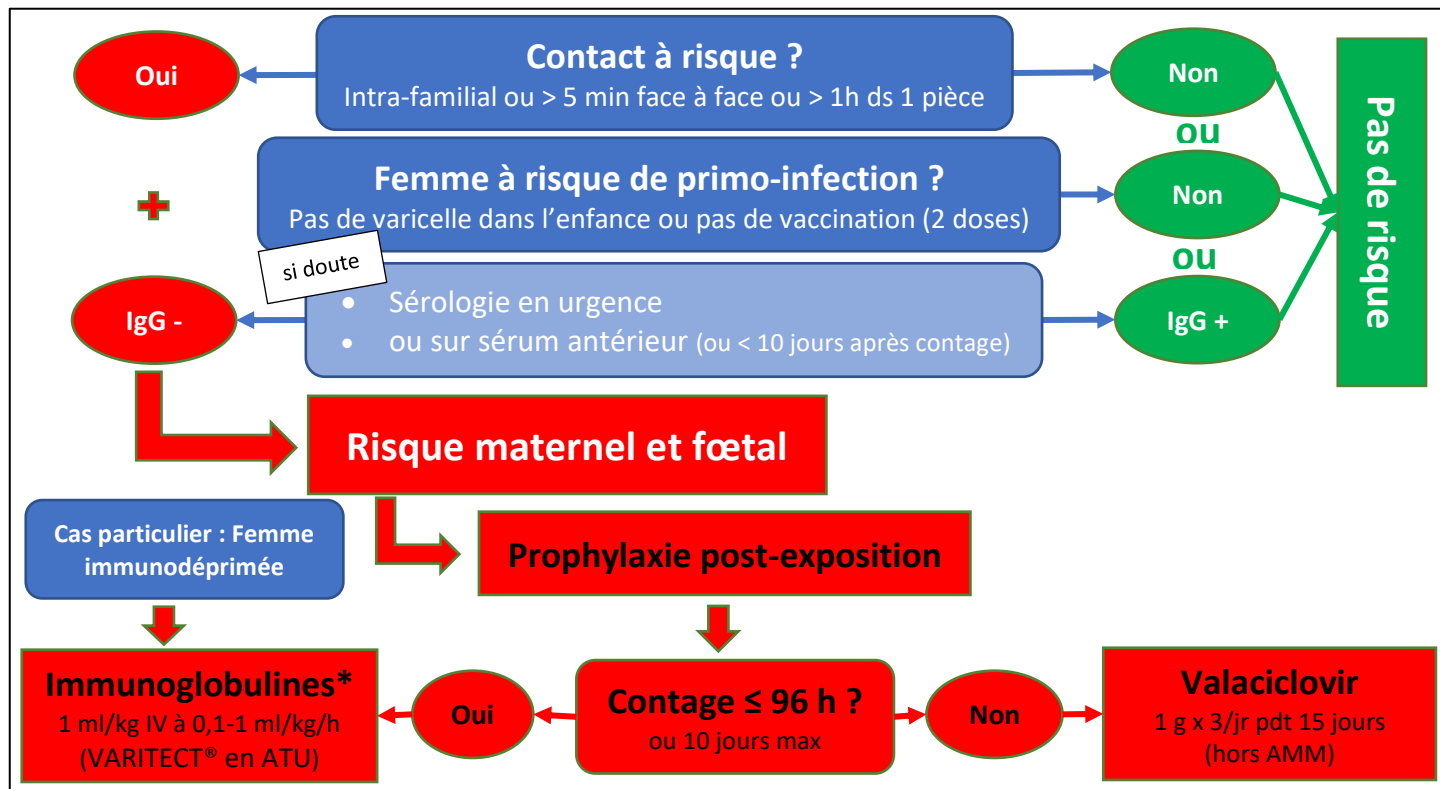 Oui
Contact à risque ?
Intra-familial ou > 5 min face à face ou > 1h ds 1 pièce
Non
ou
Femme à risque de primo-infection ?
Pas de varicelle dans l’enfance ou pas de vaccination (2 doses)
Non
ou
Pas de risque
si doute
IgG -
• Sérologie en urgence
• ou sur sérum antérieur (ou < 10 jours après contage)
IgG +
Risque maternel et fœtal
Cas particulier : Femme
immunodéprimée
Prophylaxie post-exposition
Immunoglobulines*
1 ml/kg IV à 0,1-1 ml/kg/h
(VARITECT® en ATU)
Oui
Contage ≤ 96 h ?
ou 10 jours max
Non
Valaciclovir
1 g x 3/jr pdt 15 jours
(hors AMM)